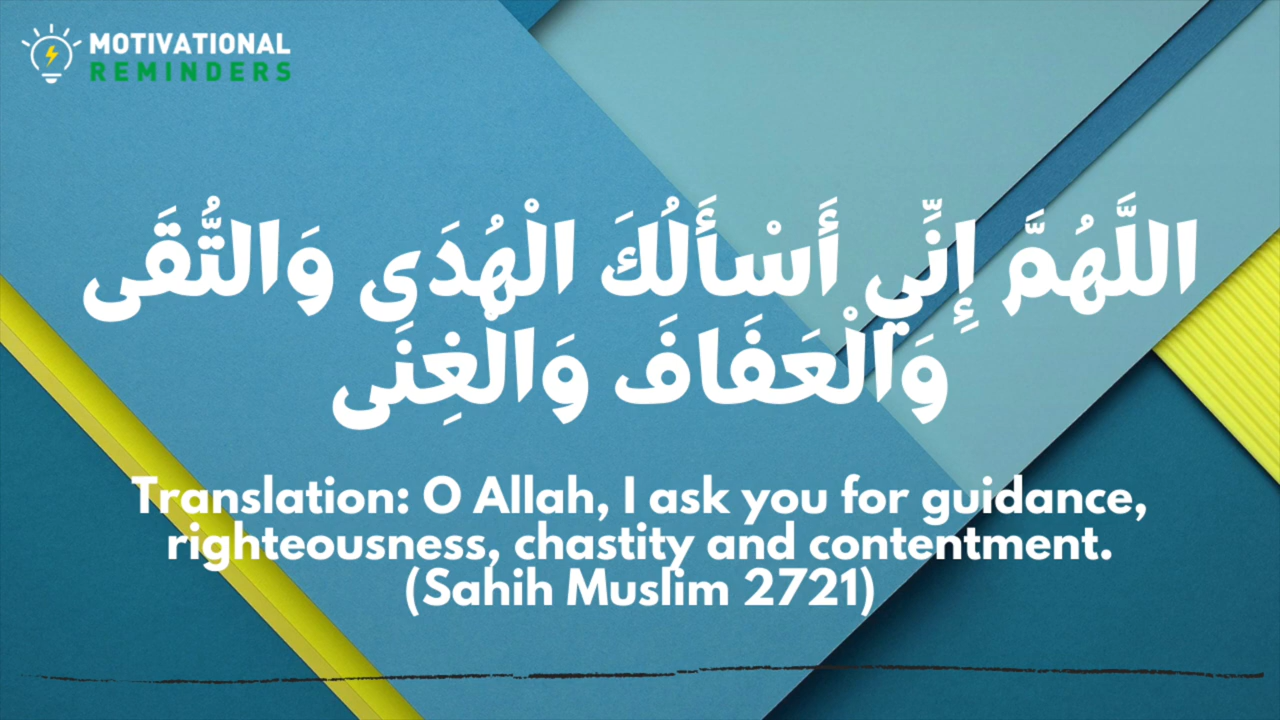 MOTIVATIONAL
REMINDERS
اللَّهُمَّ إِنِّي أَسْأَلُكَ الْهُدَى وَالتُّقَى
وَالْعَفَافَ وَالْغِنَى
Translation: O Allah, I ask you for guidance,
righteousness, chastity and contentment.
(Sahih Muslim 2721)